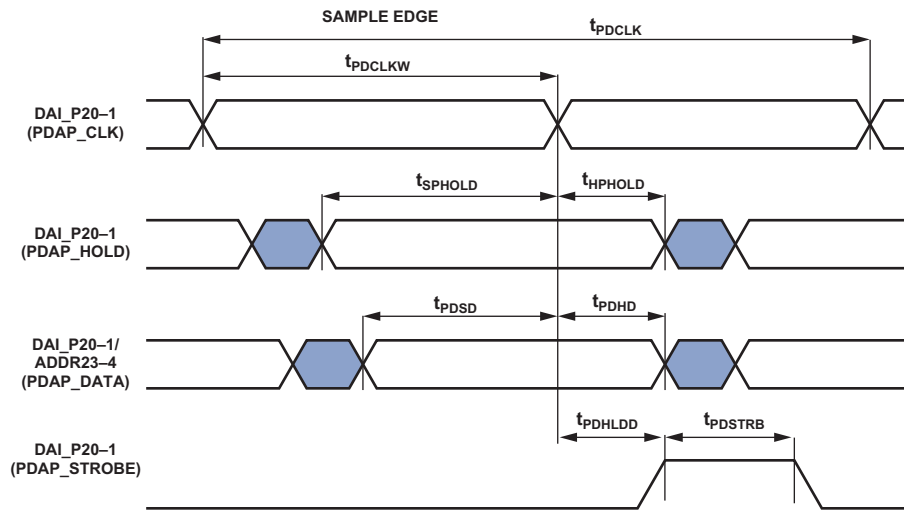 SAMPLE EDGE
tPDCLK
tPDCLKW
DAI_P20–1
(PDAP_CLK)
tSPHOLD
tHPHOLD
DAI_P20–1
(PDAP_HOLD)
tPDSD
tPDHD
DAI_P20–1/
ADDR23–4
(PDAP_DATA)
tPDHLDD
tPDSTRB
DAI_P20–1
(PDAP_STROBE)